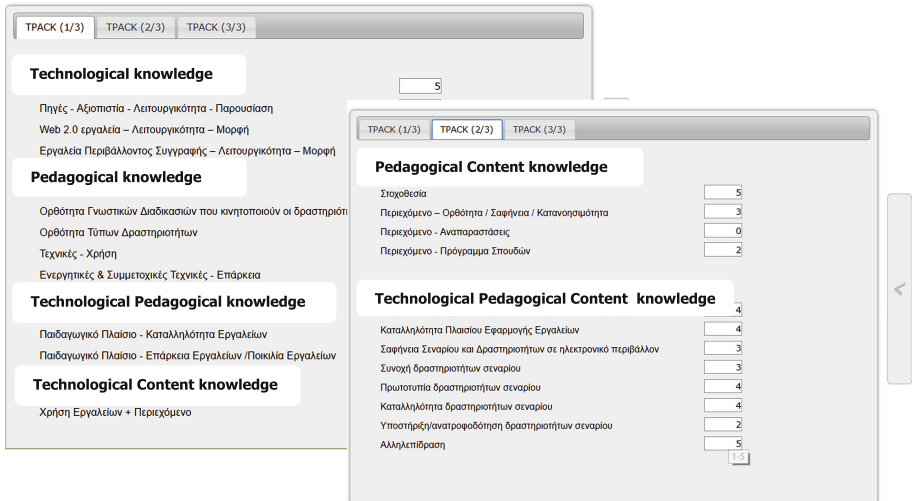 TPACK (1/3) TPACK (2/3) TPACK (3/3)
Technological knowledge
5
Πηγές - Αξιοπιστία - Λειτουργικότητα - Παρουσίαση
Web 2.0 εργαλεία – Λειτουργικότητα – Μορφή
Εργαλεία Περιβάλλοντος Συγγραφής – Λειτουργικότητα – Μορφή
Pedagogical knowledge
Ορθότητα Γνωστικών Διαδικασιών που κινητοποιούν οι
Ορθότητα Τύπων Δραστηριοτήτων
Τεχνικές - Χρήση
Ενεργητικές & Συμμετοχικές Τεχνικές - Επάρκεια
Technological Pedagogical knowledge
Παιδαγωγικό Πλαίσιο - Καταλληλότητα Εργαλείων
Παιδαγωγικό Πλαίσιο - Επάρκεια Εργαλείων /Ποικιλία Εργαλείων
Technological Content knowledge
Χρήση Εργαλείων + Περιεχόμενο
TPACK (1/3) TPACK (2/3) TPACK (3/3)
Pedagogical Content knowledge
Στοχοθεσία 5
Περιεχόμενο – Ορθότητα / Σαφήνεια / Κατανοησιμότητα 3
Περιεχόμενο - Αναπαραστάσεις 0
Περιεχόμενο - Πρόγραμμα Σπουδών 2
Technological Pedagogical Content knowledge
4
Καταλληλότητα Πλαισίου Εφαρμογής Εργαλείων 4
Σαφήνεια Σεναρίου και Δραστηριοτήτων σε ηλεκτρονικό περιβάλλον 3
Συνοχή δραστηριοτήτων σεναρίου 3
Πρωτοτυπία δραστηριοτήτων σεναρίου 4
Καταλληλότητα δραστηριοτήτων σεναρίου 4
Υποστήριξη/ανατροφοδότηση δραστηριοτήτων σεναρίου 2
Αλληλεπίδραση 5
1-5
<